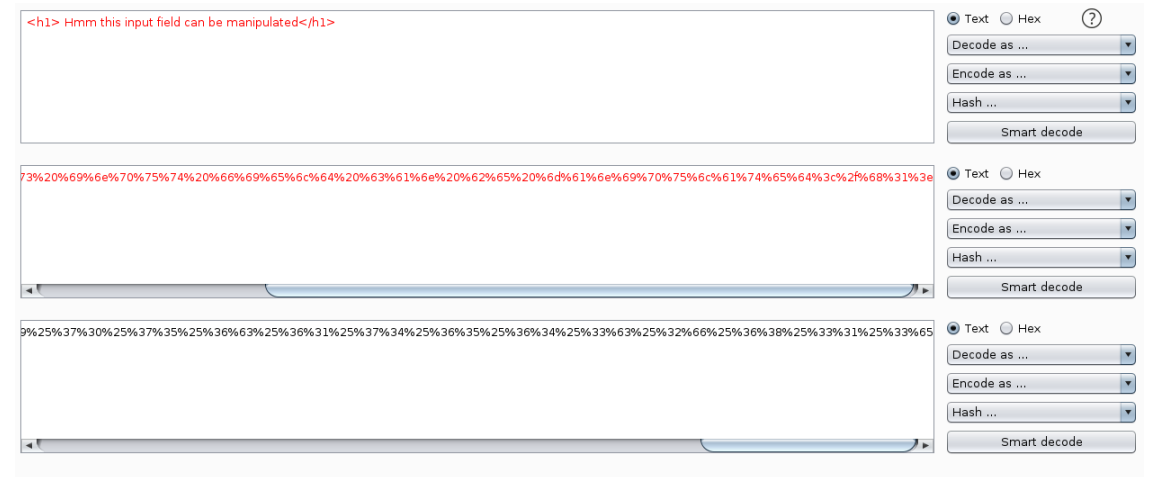 <h1> Hmm this input field can be manipulated</h1>
Text Hex ?
Decode as ...
Encode as ...
Hash ...
Smart decode
73%20%69%6e%70%75%74%20%66%69%65%6c%64%20%63%61%6e%20%62%65%20%6d%61%6e%69%70%75%6c%61%74%65%64%3c%2f%68%31%3e
Text Hex
Decode as ...
Encode as ...
Hash ...
Smart decode
9%25%37%30%25%37%35%25%36%63%25%36%31%25%37%34%25%36%35%25%36%34%25%33%63%25%32%66%25%36%38%25%33%31%25%33%65
Text Hex
Decode as ...
Encode as ...
Hash ...
Smart decode